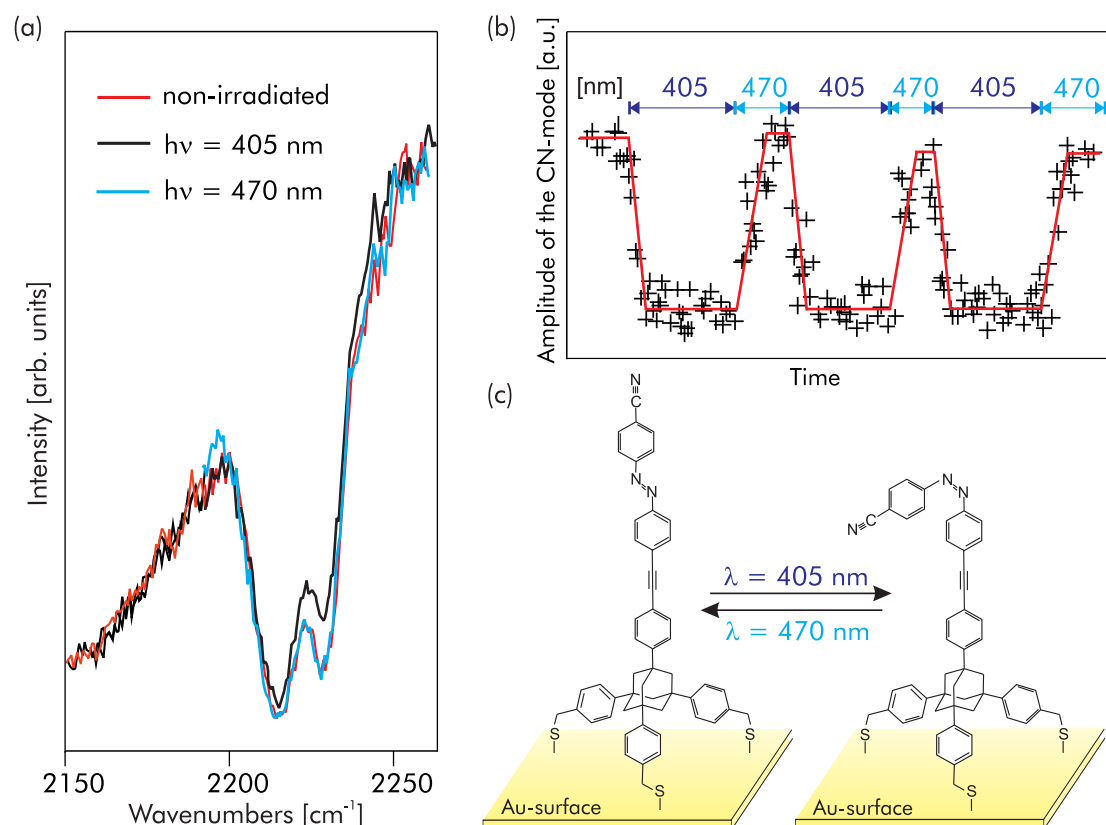 (a)
non-irradiated
hν = 405 nm
hν = 470 nm
Intensity [arb. units]
2150
2200
2250
Wavenumbers [cm⁻¹]
(b)
Amplitude of the CN-mode [a.u.]
[nm]
405
470
405
470
405
470
Time
(c)
N
C
N
N
S
S
S
Au-surface
λ = 405 nm
λ = 470 nm
N
N
N
C
S
S
S
Au-surface